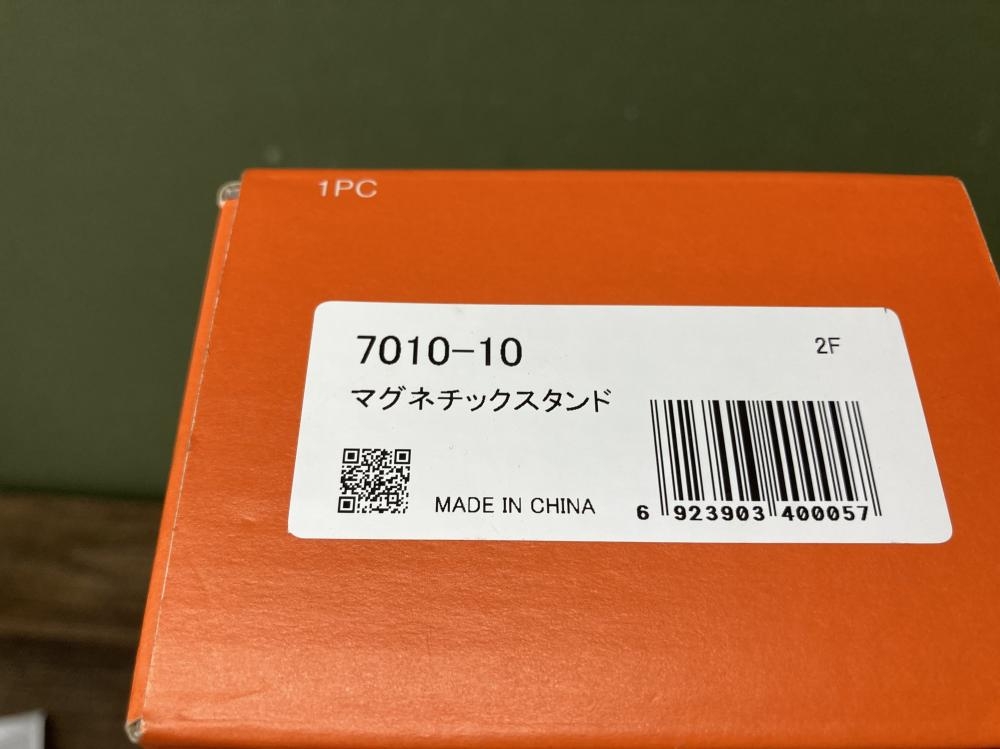 1PC
7010-10
2F
マグネチックスタンド
MADE IN CHINA
6 923903 400057